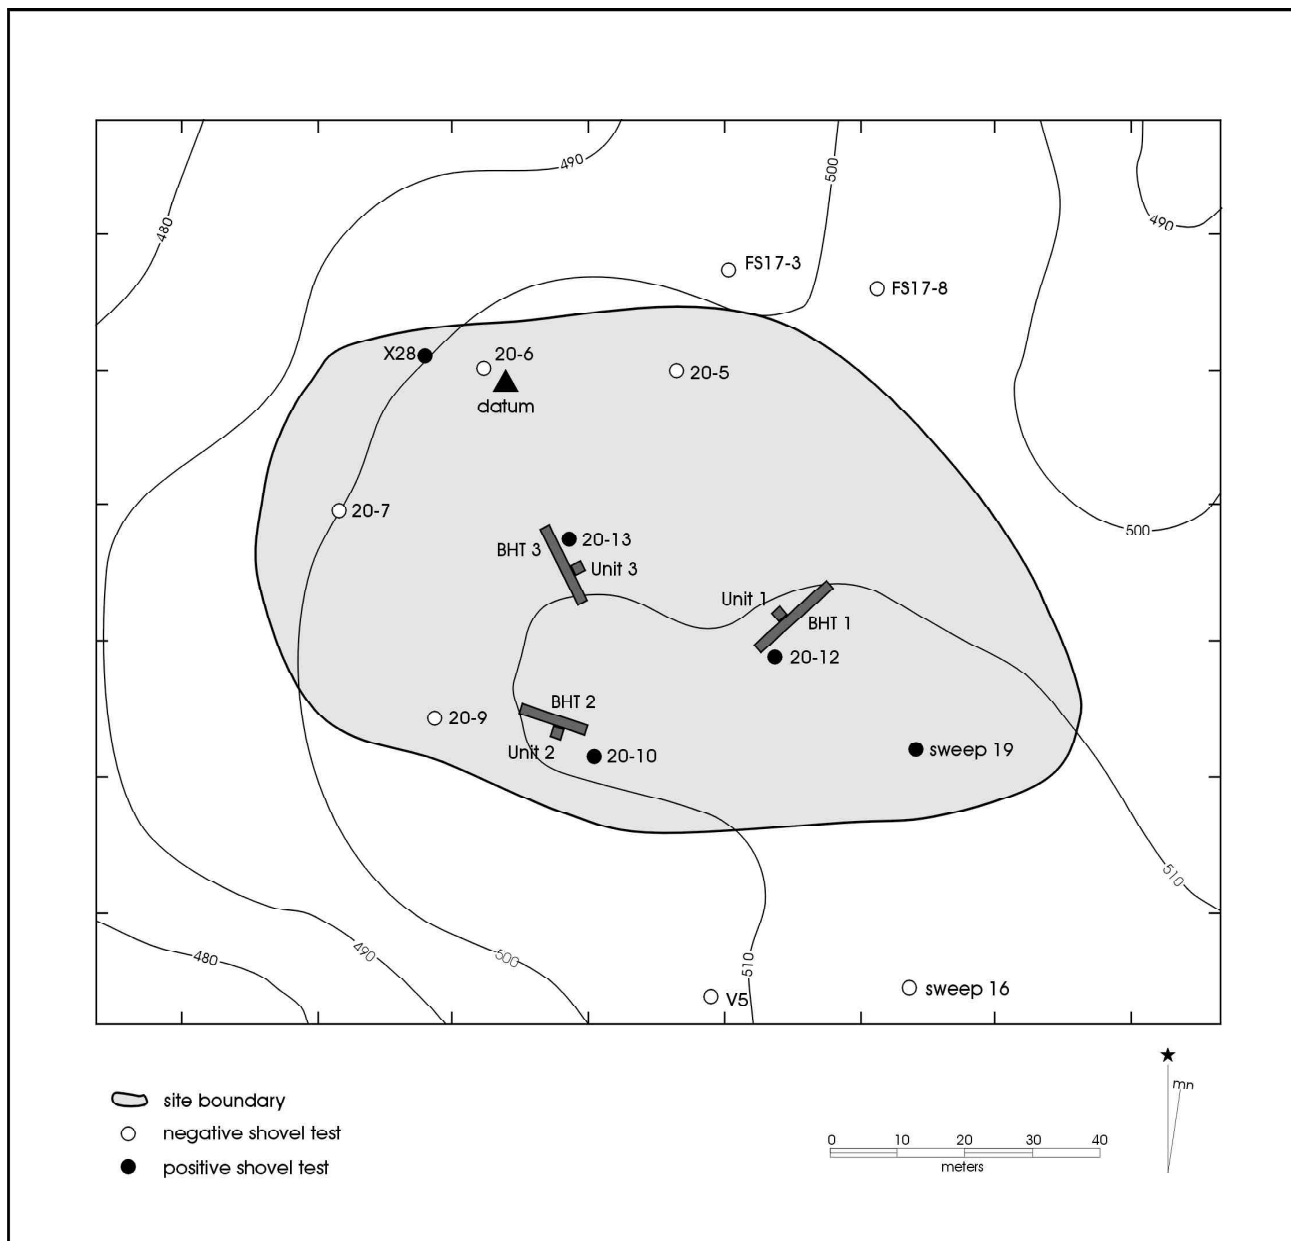 490
500
480
490
FS17-3
FS17-8
X28
20-6
20-5
datum
20-7
500
BHT 3
20-13
Unit 3
Unit 1
BHT 1
20-12
BHT 2
20-9
Unit 2
20-10
sweep 19
510
490
500
480
510
V5
sweep 16
mn
site boundary
negative shovel test
positive shovel test
0 10 20 30 40
meters